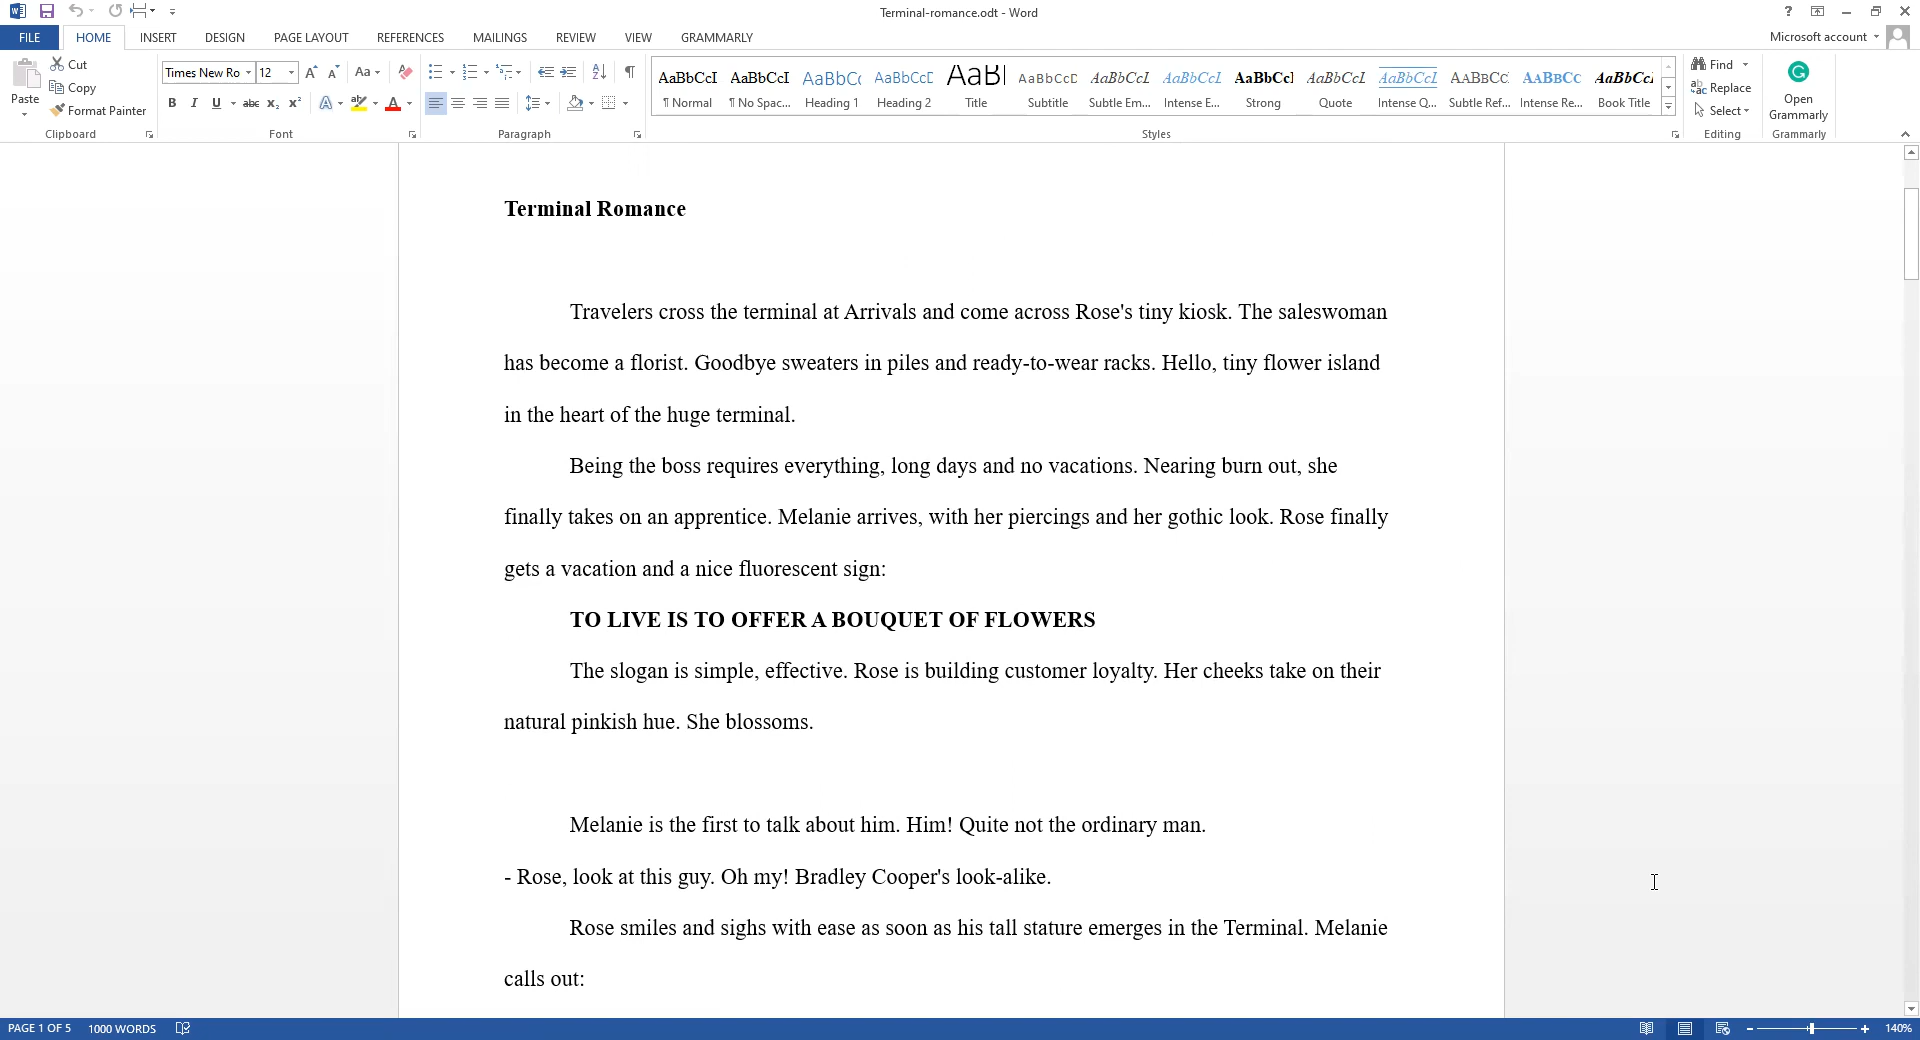 Terminal-romance.odt - Word
?
FILE HOME INSERT DESIGN PAGE LAYOUT REFERENCES MAILINGS REVIEW VIEW GRAMMARLY Microsoft account
Paste
Cut
Copy
Format Painter
Clipboard
Times New Ro 12
Aa
B I U abc x₂ x² A ab A
Font
Paragraph
AaBbCcI AaBbCcI AaBbCc AaBbCcD AaBl AaBbCcD AaBbCcL AaBbCcL AaBbCcI AaBbCcL AaBbCcL AABBCC AABBCC AaBbCcI
¶ Normal ¶ No Spac... Heading 1 Heading 2 Title Subtitle Subtle Em... Intense E... Strong Quote Intense Q... Subtle Ref... Intense Re... Book Title
Styles
Find
Replace
Select
Editing
Open
Grammarly
Grammarly
Terminal Romance
Travelers cross the terminal at Arrivals and come across Rose's tiny kiosk. The saleswoman
has become a florist. Goodbye sweaters in piles and ready-to-wear racks. Hello, tiny flower island
in the heart of the huge terminal.
Being the boss requires everything, long days and no vacations. Nearing burn out, she
finally takes on an apprentice. Melanie arrives, with her piercings and her gothic look. Rose finally
gets a vacation and a nice fluorescent sign:
TO LIVE IS TO OFFER A BOUQUET OF FLOWERS
The slogan is simple, effective. Rose is building customer loyalty. Her cheeks take on their
natural pinkish hue. She blossoms.
Melanie is the first to talk about him. Him! Quite not the ordinary man.
- Rose, look at this guy. Oh my! Bradley Cooper's look-alike.
Rose smiles and sighs with ease as soon as his tall stature emerges in the Terminal. Melanie
calls out:
PAGE 1 OF 5 1000 WORDS 140%